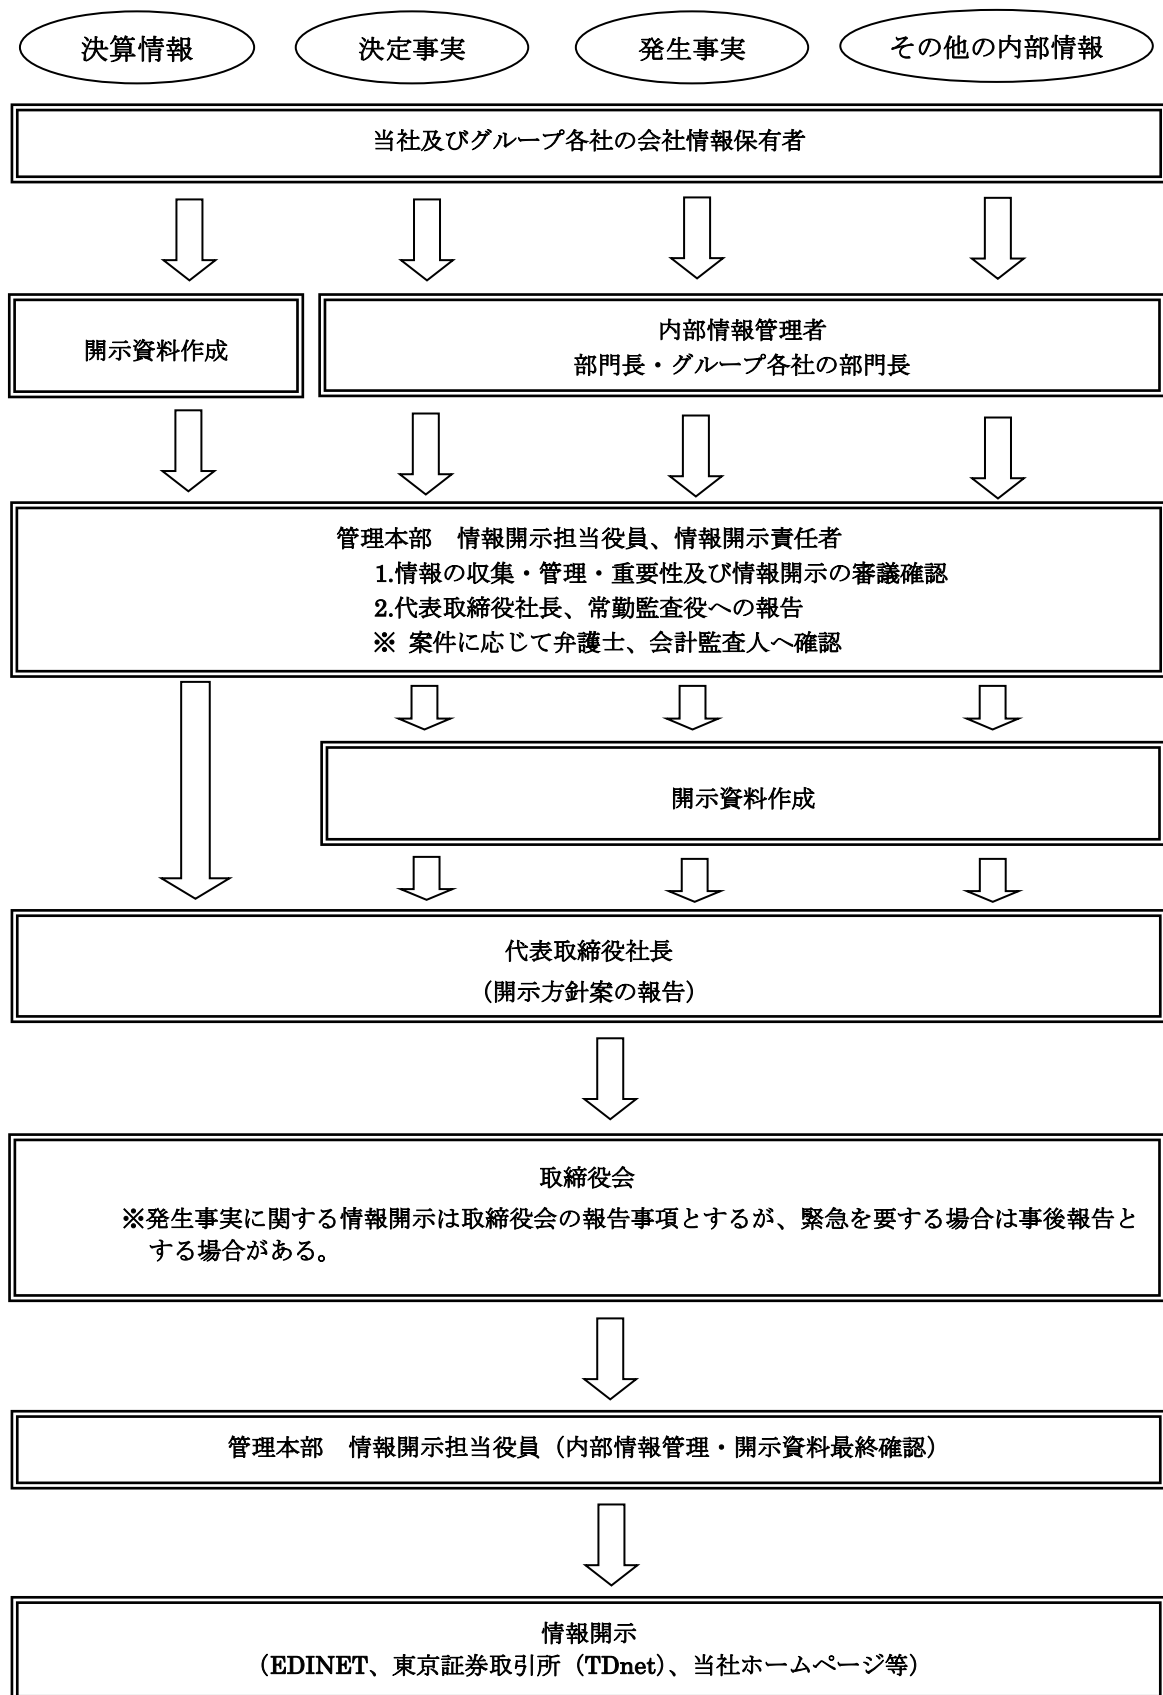 決算情報
決定事実
発生事実
その他の内部情報
当社及びグループ各社の会社情報保有者
開示資料作成
内部情報管理者
部門長・グループ各社の部門長
管理本部　情報開示担当役員、情報開示責任者
1.情報の収集・管理・重要性及び情報開示の審議確認
2.代表取締役社長、常勤監査役への報告
※ 案件に応じて弁護士、会計監査人へ確認
開示資料作成
代表取締役社長
（開示方針案の報告）
取締役会
※発生事実に関する情報開示は取締役会の報告事項とするが、緊急を要する場合は事後報告と
する場合がある。
管理本部　情報開示担当役員（内部情報管理・開示資料最終確認）
情報開示
（EDINET、東京証券取引所（TDnet）、当社ホームページ等）